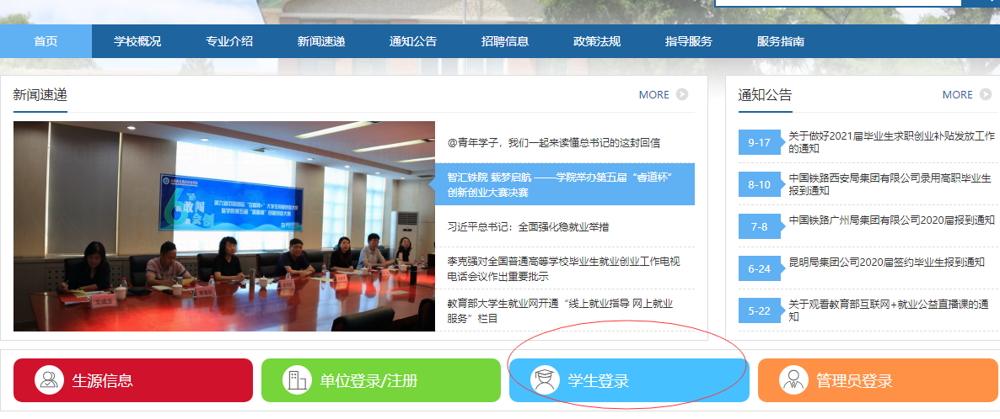 首页 学校概况 专业介绍 新闻速递 通知公告 招聘信息 政策法规 指导服务 服务指南
新闻速递 MORE
@青年学子，我们一起来读懂总书记的这封回信
智汇铁院 载梦启航 ——学院举办第五届“睿道杯”
创新创业大赛决赛
习近平总书记：全面强化稳就业举措
李克强对全国普通高等学校毕业生就业创业工作电视
电话会议作出重要批示
教育部大学生就业网开通“线上就业指导 网上就业
服务”栏目
通知公告 MORE
9-17 关于做好2021届毕业生求职创业补贴发放工作
的通知
8-10 中国铁路西安局集团有限公司录用高职毕业生
报到通知
7-8 中国铁路广州局集团有限公司2020届报到通知
6-24 昆明局集团公司2020届签约毕业生报到通知
5-22 关于观看教育部互联网+就业公益直播课的通
知
生源信息
单位登录/注册
学生登录
管理员登录